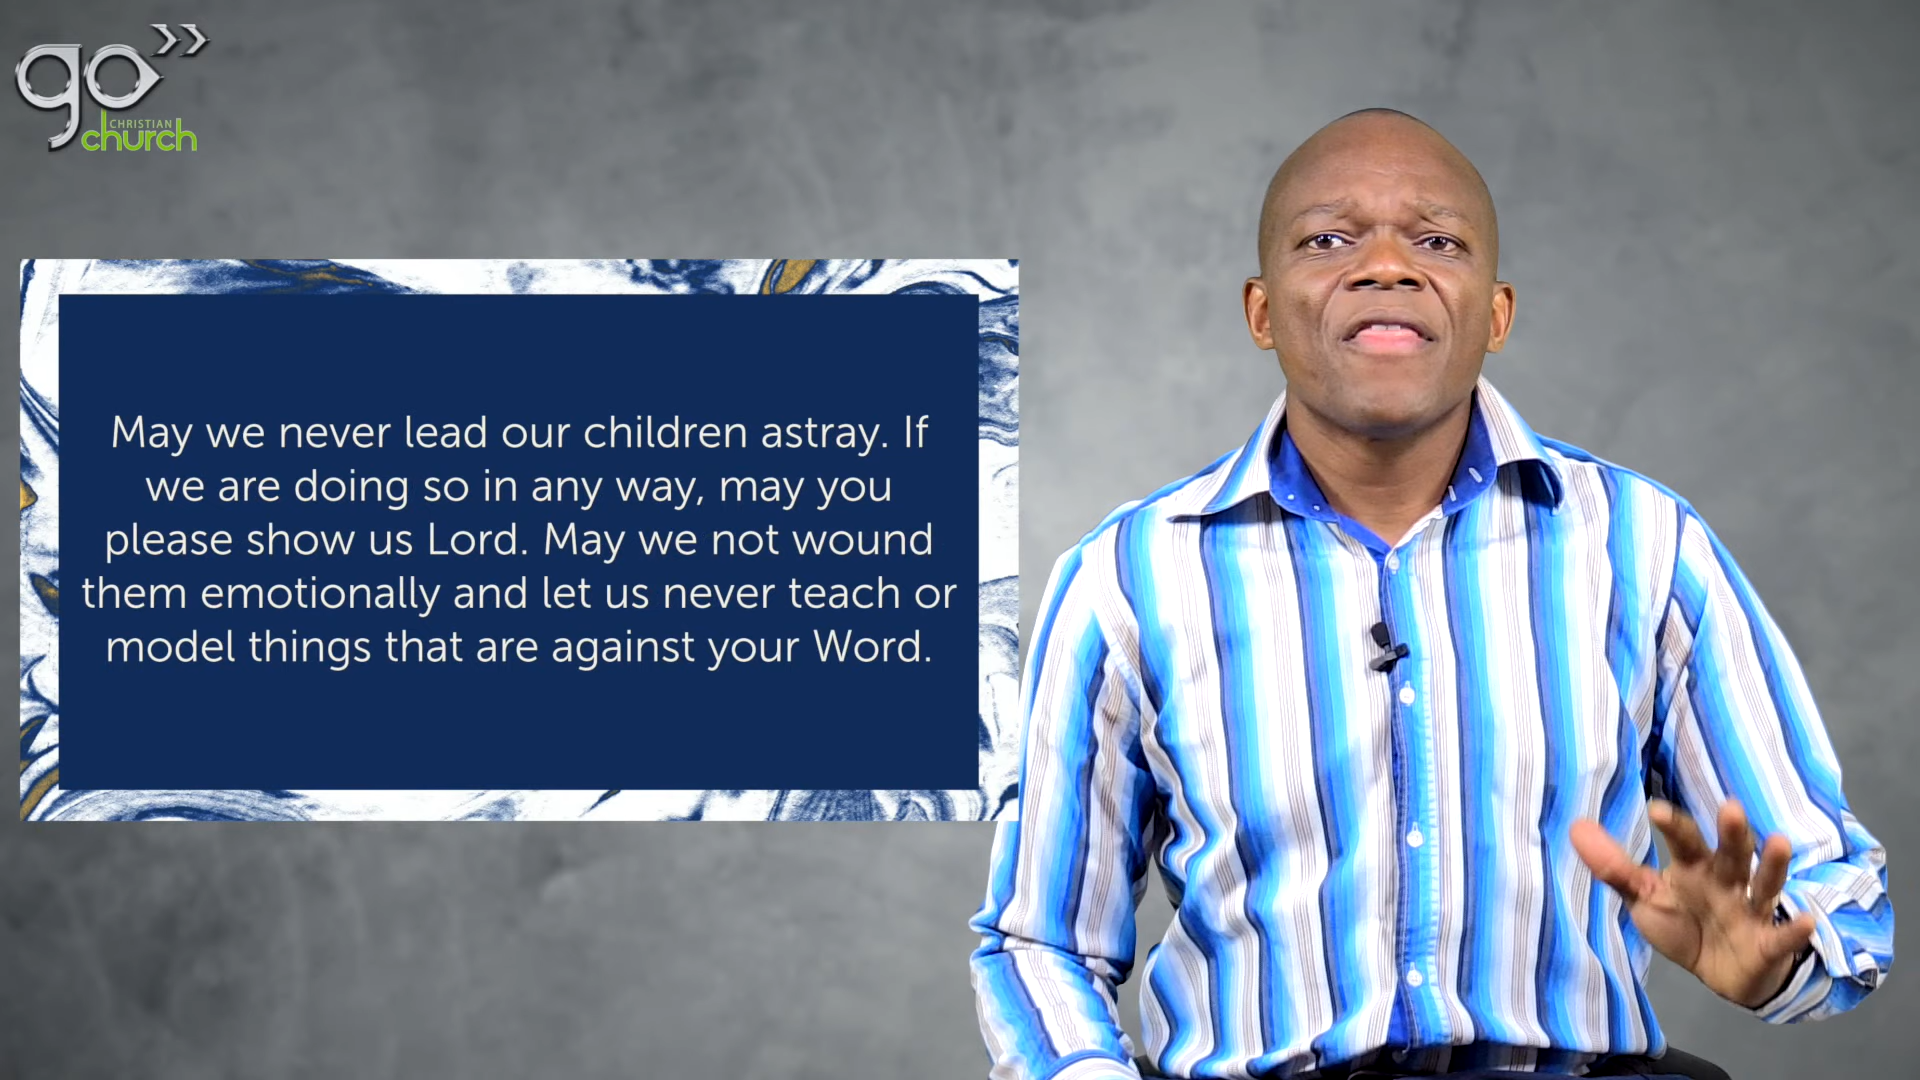 go
CHRISTIAN
church
May we never lead our children astray. If
we are doing so in any way, may you
please show us Lord. May we not wound
them emotionally and let us never teach or
model things that are against your Word.